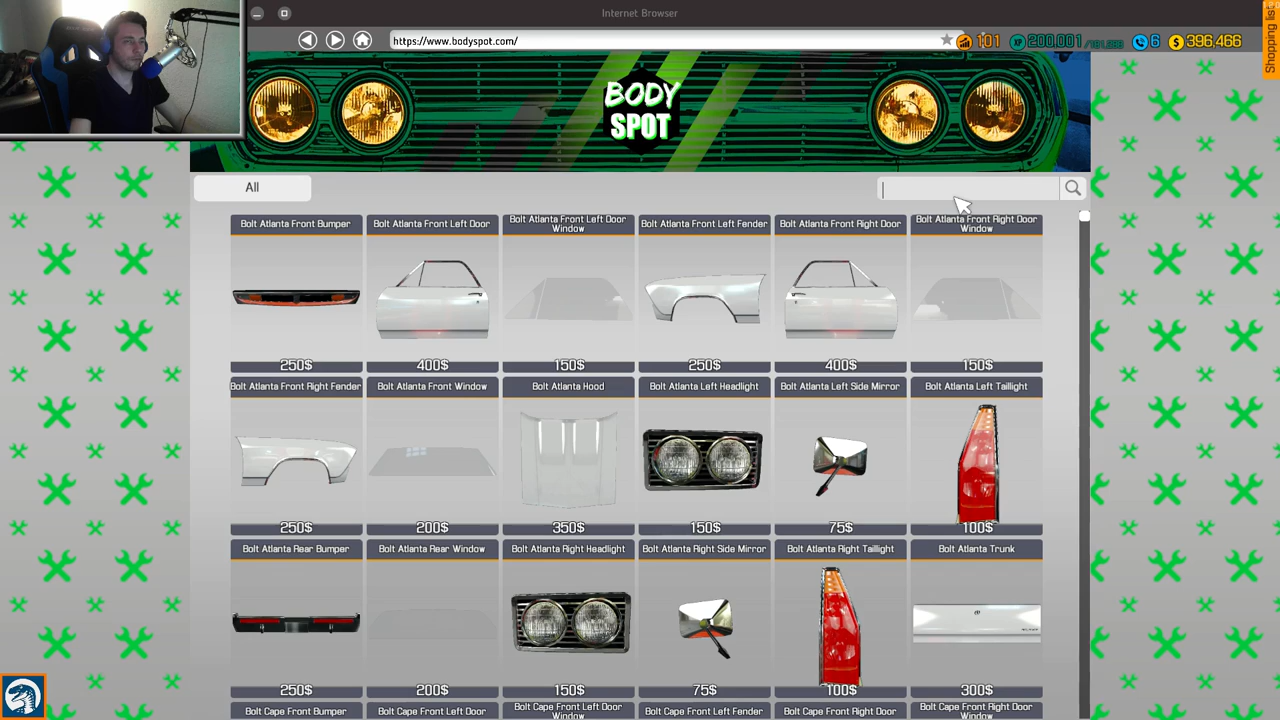 Internet Browser
https://www.bodyspot.com/
101
XP
200,001
6
$ 396,466
Shopping list
BODY
SPOT
All
Bolt Atlanta Front Bumper
Bolt Atlanta Front Left Door
Bolt Atlanta Front Left Door
Window
Bolt Atlanta Front Left Fender
Bolt Atlanta Front Right Door
Bolt Atlanta Front Right Door
Window
250$
400$
150$
250$
400$
150$
Bolt Atlanta Front Right Fender
Bolt Atlanta Front Window
Bolt Atlanta Hood
Bolt Atlanta Left Headlight
Bolt Atlanta Left Side Mirror
Bolt Atlanta Left Taillight
250$
200$
350$
150$
75$
100$
Bolt Atlanta Rear Bumper
Bolt Atlanta Rear Window
Bolt Atlanta Right Headlight
Bolt Atlanta Right Side Mirror
Bolt Atlanta Right Taillight
Bolt Atlanta Trunk
250$
200$
150$
75$
100$
300$
Bolt Cape Front Bumper
Bolt Cape Front Left Door
Bolt Cape Front Left Door
Window
Bolt Cape Front Left Fender
Bolt Cape Front Right Door
Bolt Cape Front Right Door
Window